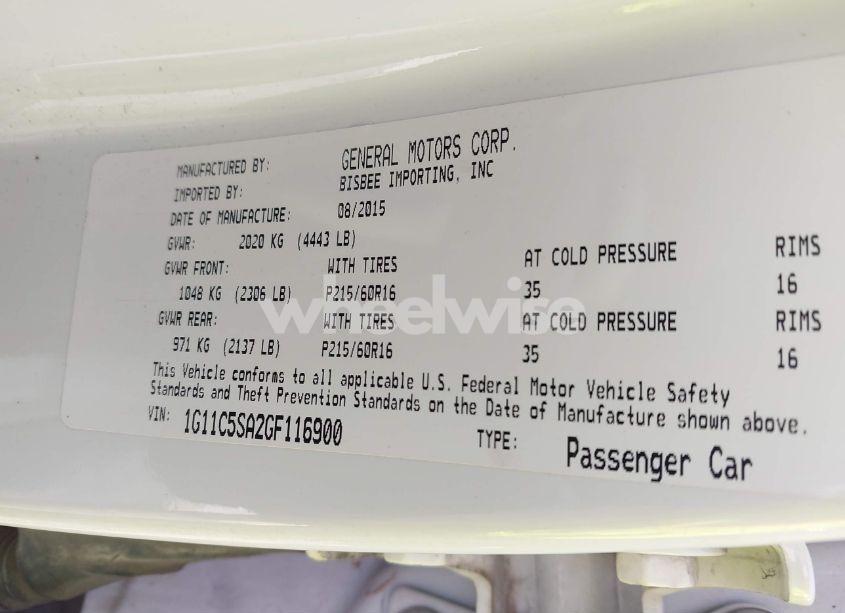 MANUFACTURED BY: GENERAL MOTORS CORP.
IMPORTED BY: BISBEE IMPORTING, INC
DATE OF MANUFACTURE: 08/2015
GVWR: 2020 KG (4443 LB)
GVWR FRONT: WITH TIRES AT COLD PRESSURE RIMS
1048 KG (2306 LB) P215/60R16 35 16
GVWR REAR: WITH TIRES AT COLD PRESSURE RIMS
971 KG (2137 LB) P215/60R16 35 16
This Vehicle conforms to all applicable U.S. Federal Motor Vehicle Safety
Standards and Theft Prevention Standards on the Date of Manufacture shown above.
VIN: 1G11C5SA2GF116900 TYPE: Passenger Car
wheelwire